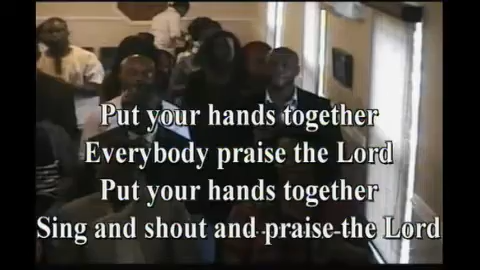 Put your hands together
Everybody praise the Lord
Put your hands together
Sing and shout and praise the Lord